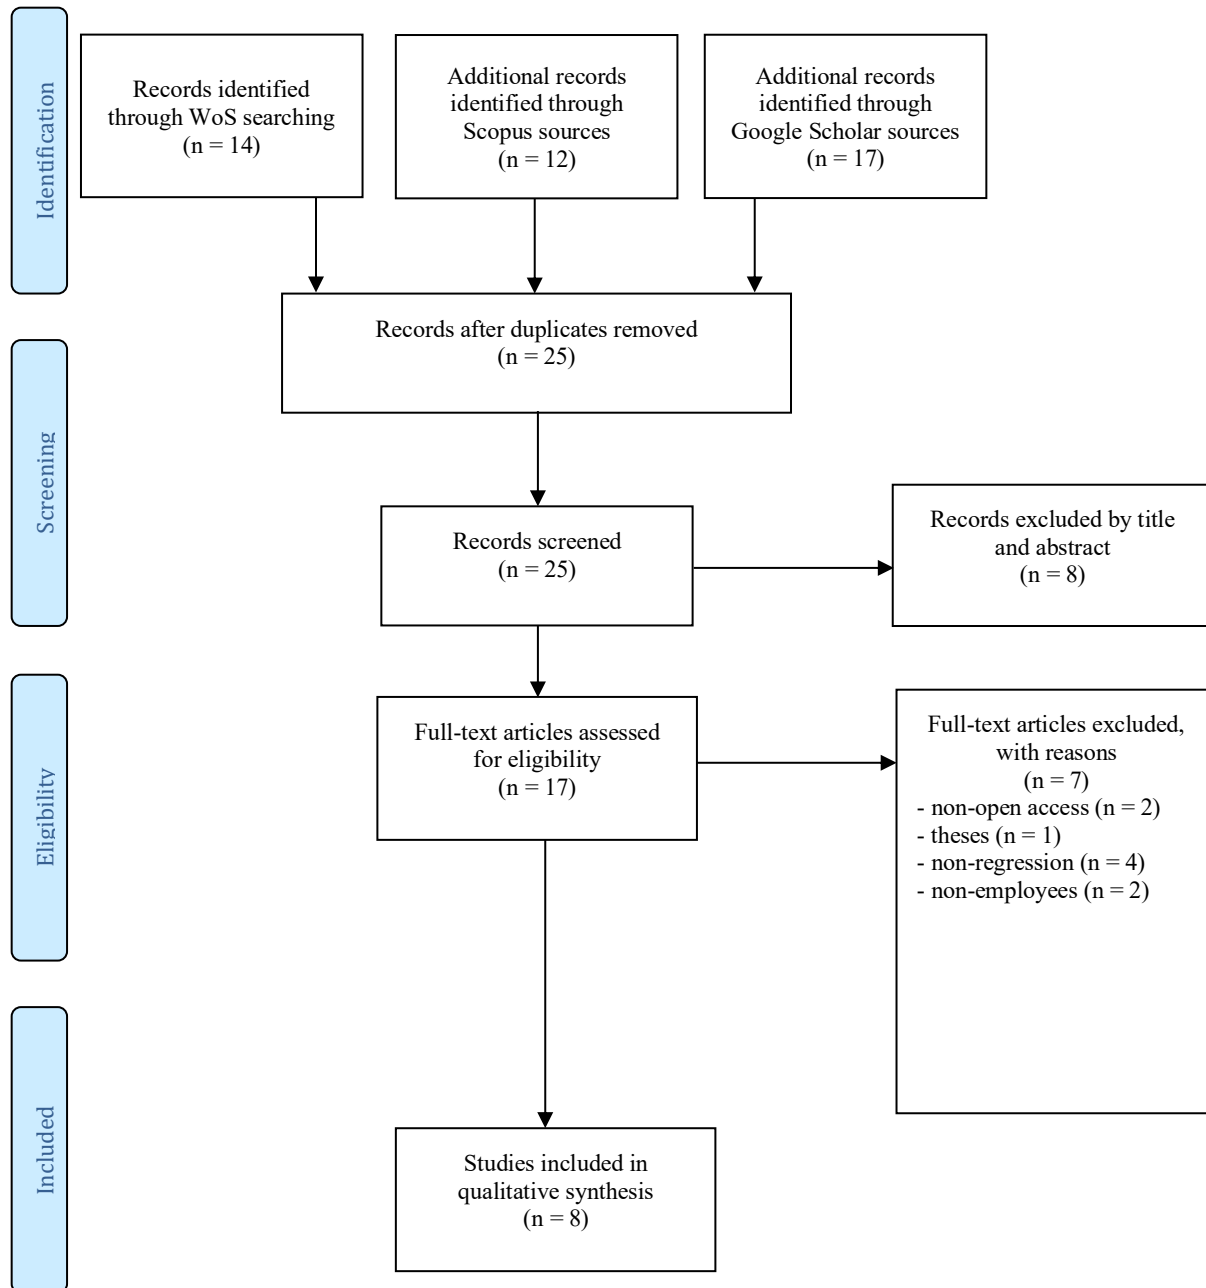 Identification
Records identified
through WoS searching
(n = 14)
Additional records
identified through
Scopus sources
(n = 12)
Additional records
identified through
Google Scholar sources
(n = 17)
Records after duplicates removed
(n = 25)
Screening
Records screened
(n = 25)
Records excluded by title
and abstract
(n = 8)
Eligibility
Full-text articles assessed
for eligibility
(n = 17)
Full-text articles excluded,
with reasons
(n = 7)
- non-open access (n = 2)
- theses (n = 1)
- non-regression (n = 4)
- non-employees (n = 2)
Included
Studies included in
qualitative synthesis
(n = 8)